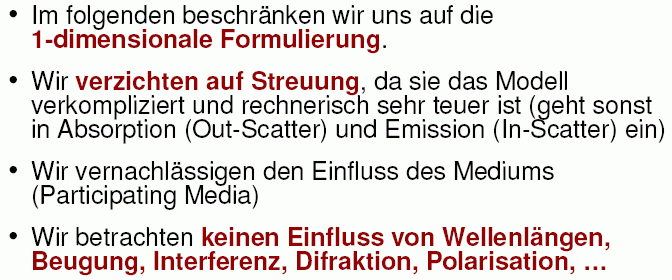 • Im folgenden beschränken wir uns auf die
1-dimensionale Formulierung.
• Wir verzichten auf Streuung, da sie das Modell
verkompliziert und rechnerisch sehr teuer ist (geht sonst
in Absorption (Out-Scatter) und Emission (In-Scatter) ein)
• Wir vernachlässigen den Einfluss des Mediums
(Participating Media)
• Wir betrachten keinen Einfluss von Wellenlängen,
Beugung, Interferenz, Difraktion, Polarisation, ...